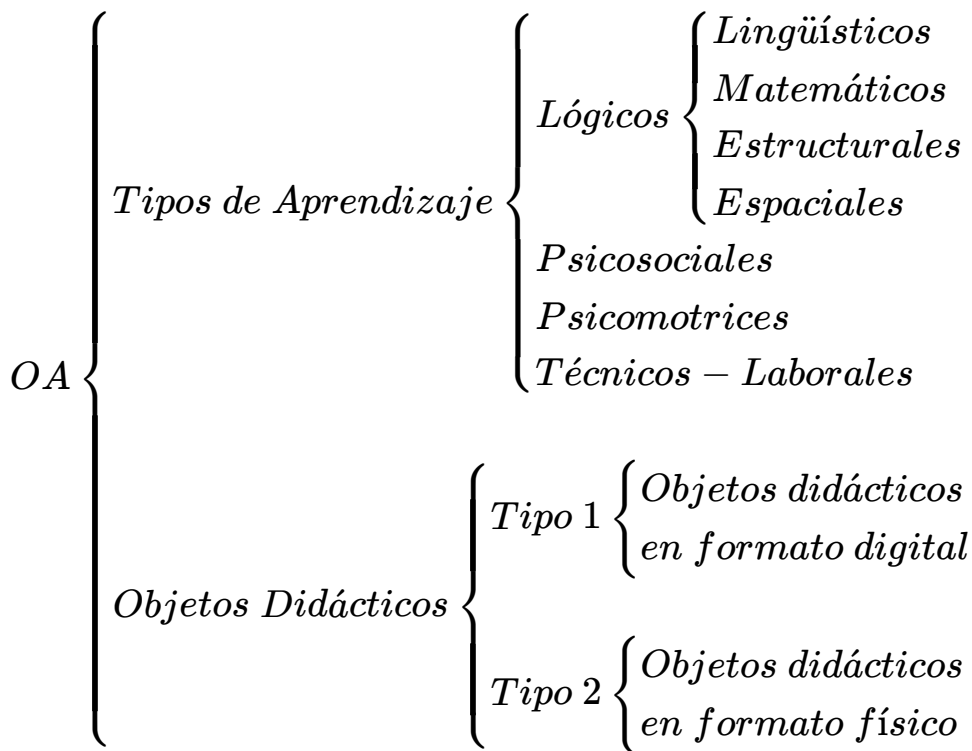 OA
Tipos de Aprendizaje
Lógicos
Lingüísticos
Matemáticos
Estructurales
Espaciales
Psicosociales
Psicomotrices
Técnicos – Laborales
Objetos Didácticos
Tipo 1
Objetos didácticos
en formato digital
Tipo 2
Objetos didácticos
en formato físico